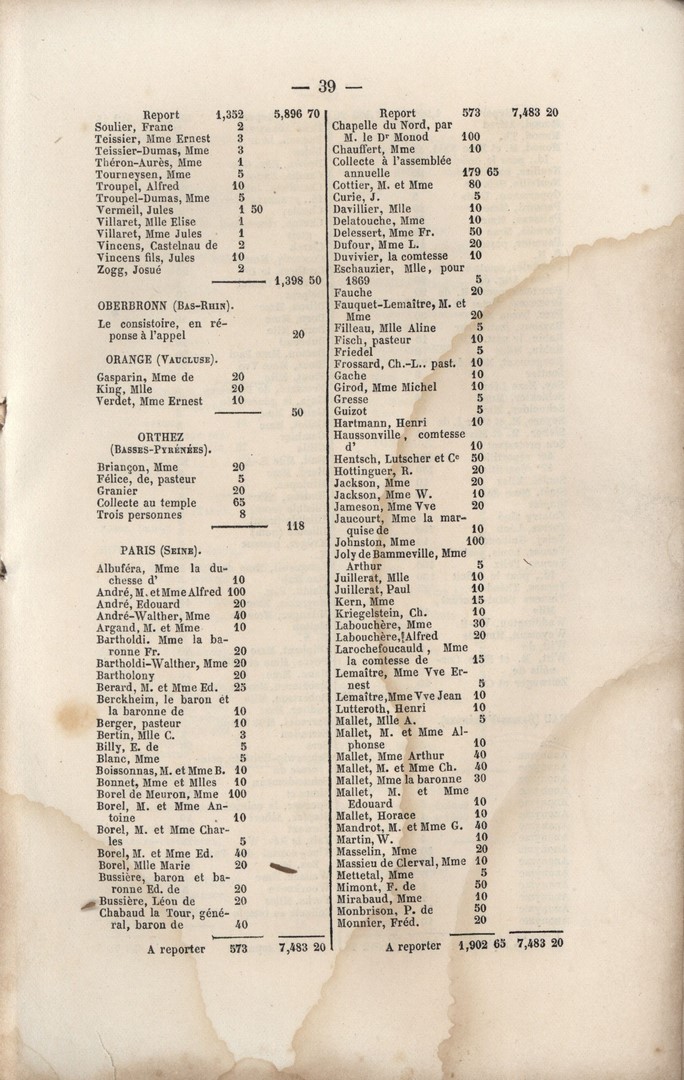 — 39 —
Report 1,352 5,896 70
Soulier, Franc 2
Teissier, Mme Ernest 3
Teissier-Dumas, Mme 3
Théron-Aurès, Mme 1
Tourneysen, Mme 5
Troupel, Alfred 10
Troupel-Dumas, Mme 5
Vermeil, Jules 1 50
Villaret, Mlle Elise 1
Villaret, Mme Jules 1
Vincens, Castelnau de 2
Vincens fils, Jules 10
Zogg, Josué 2
1,398 50
OBERBRONN (BAS-RHIN).
Le consistoire, en ré-
ponse à l'appel 20
ORANGE (VAUCLUSE).
Gasparin, Mme de 20
King, Mlle 20
Verdet, Mme Ernest 10
50
ORTHEZ
(BASSES-PYRÉNÉES).
Briançon, Mme 20
Félice, de, pasteur 5
Granier 20
Collecte au temple 65
Trois personnes 8
118
PARIS (SEINE).
Albuféra, Mme la du-
chesse d' 10
André, M. et Mme Alfred 100
André, Edouard 20
André-Walther, Mme 40
Argand, M. et Mme 10
Bartholdi. Mme la ba-
ronne Fr. 20
Bartholdi-Walther, Mme 20
Bartholony 20
Berard, M. et Mme Ed. 25
Berckheim, le baron et
la baronne de 10
Berger, pasteur 10
Bertin, Mlle C. 3
Billy, E. de 5
Blanc, Mme 5
Boissonnas, M. et Mme B. 10
Bonnet, Mme et Mlles 10
Borel de Meuron, Mme 100
Borel, M. et Mme An-
toine 10
Borel, M. et Mme Char-
les 5
Borel, M. et Mme Ed. 40
Borel, Mlle Marie 20
Bussière, baron et ba-
ronne Ed. de 20
Bussière, Léon de 20
Chabaud la Tour, géné-
ral, baron de 40
A reporter 573 7,483 20
Report 573 7,483 20
Chapelle du Nord, par
M. le Dr Monod 100
Chauffert, Mme 10
Collecte à l'assemblée
annuelle 179 65
Cottier, M. et Mme 80
Curie, J. 5
Davillier, Mlle 10
Delatouche, Mme 10
Delessert, Mme Fr. 50
Dufour, Mme L. 20
Duvivier, la comtesse 10
Eschauzier, Mlle, pour
1869 5
Fauche 20
Fauquet-Lemaître, M. et
Mme 20
Filleau, Mlle Aline 5
Fisch, pasteur 10
Friedel 5
Frossard, Ch.-L.. past. 10
Gache 10
Girod, Mme Michel 10
Gresse 5
Guizot 5
Hartmann, Henri 10
Haussonville, comtesse
d' 10
Hentsch, Lutscher et Ce 50
Hottinguer, R. 20
Jackson, Mme 20
Jackson, Mme W. 10
Jameson, Mme Vve 20
Jaucourt, Mme la mar-
quise de 10
Johnston, Mme 100
Joly de Bammeville, Mme
Arthur 5
Juillerat, Mlle 10
Juillerat, Paul 10
Kern, Mme 15
Kriegelstein, Ch. 10
Labouchère, Mme 30
Labouchère, Alfred 20
Larochefoucauld, Mme
la comtesse de 15
Lemaître, Mme Vve Er-
nest 5
Lemaître, Mme Vve Jean 10
Lutteroth, Henri 10
Mallet, Mlle A. 5
Mallet, M. et Mme Al-
phonse 10
Mallet, Mme Arthur 40
Mallet, M. et Mme Ch. 40
Mallet, Mme la baronne 30
Mallet, M. et Mme
Edouard 10
Mallet, Horace 10
Mandrot, M. et Mme G. 40
Martin, W. 10
Masselin, Mme 20
Massieu de Clerval, Mme 10
Mettetal, Mme 5
Mimont, F. de 50
Mirabaud, Mme 10
Monbrison, P. de 50
Monnier, Fréd. 20
A reporter 1,902 65 7,483 20